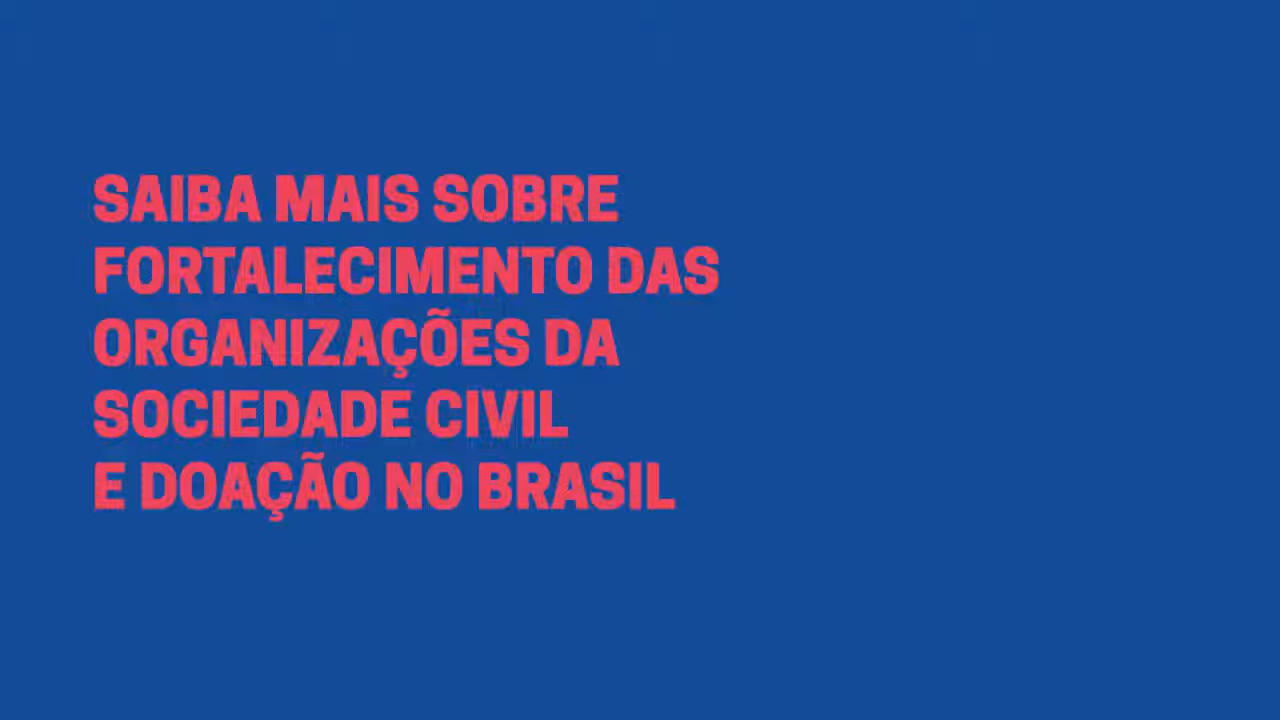 SAIBA MAIS SOBRE
FORTALECIMENTO DAS
ORGANIZAÇÕES DA
SOCIEDADE CIVIL
E DOAÇÃO NO BRASIL